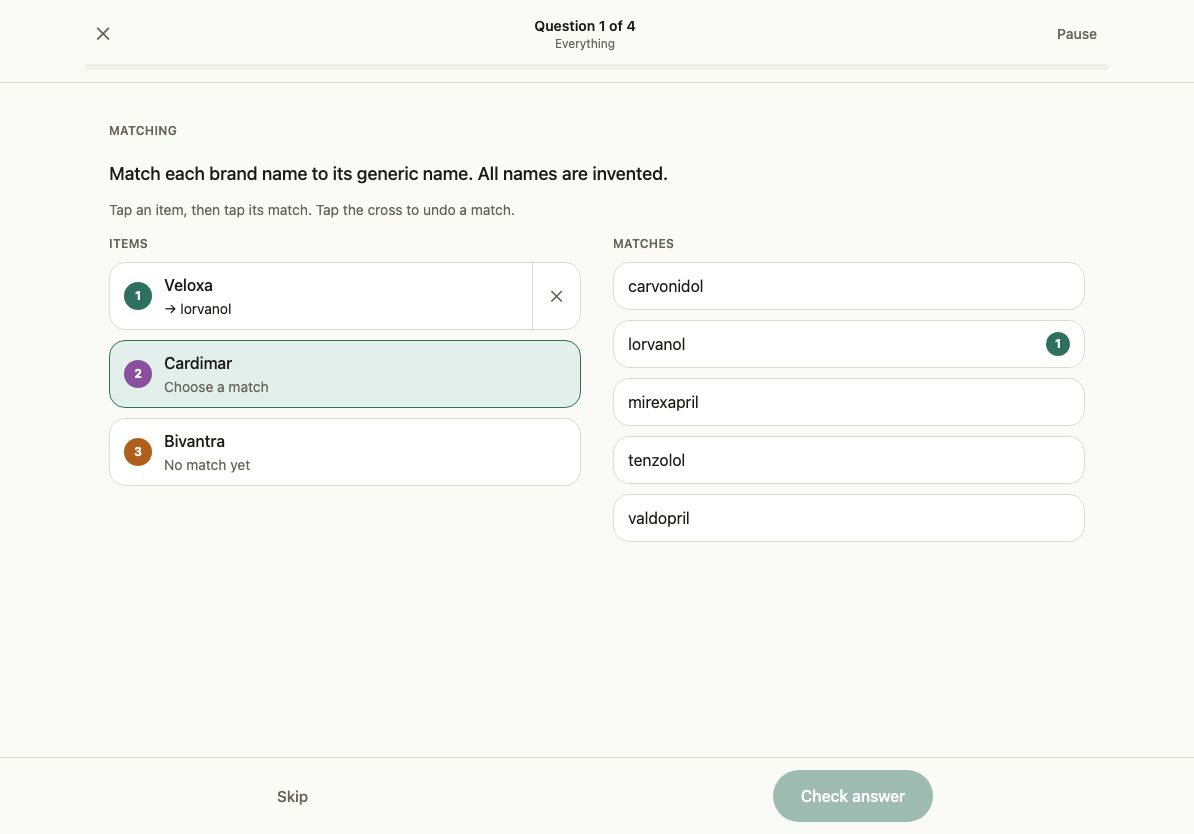 Question 1 of 4
Everything
Pause
MATCHING
Match each brand name to its generic name. All names are invented.
Tap an item, then tap its match. Tap the cross to undo a match.
ITEMS
1
Veloxa
→ lorvanol
2
Cardimar
Choose a match
3
Bivantra
No match yet
MATCHES
carvonidol
lorvanol 1
mirexapril
tenzolol
valdopril
Skip
Check answer